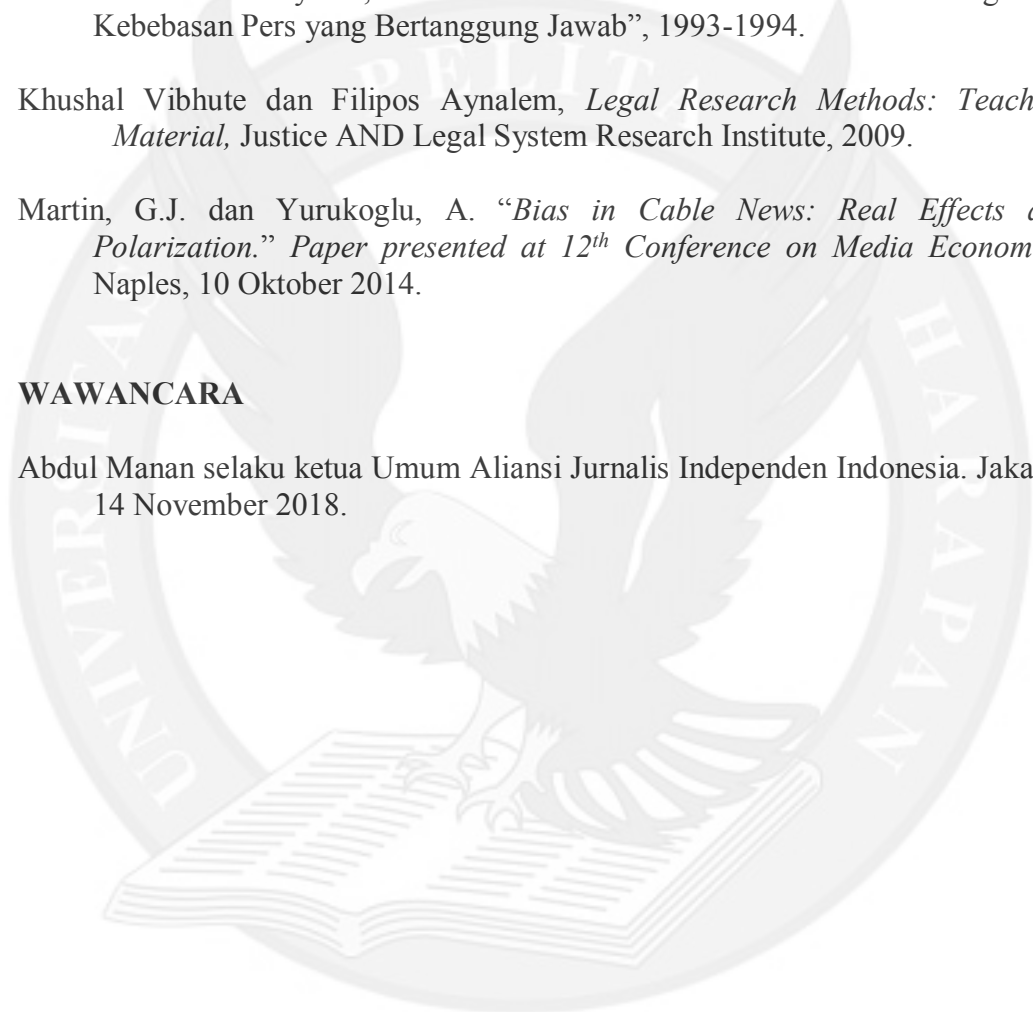 Kebebasan Pers yang Bertanggung Jawab”, 1993-1994.
Khushal Vibhute dan Filipos Aynalem, Legal Research Methods: Teach
Material, Justice AND Legal System Research Institute, 2009.
Martin, G.J. dan Yurukoglu, A. “Bias in Cable News: Real Effects a
Polarization.” Paper presented at 12th Conference on Media Econom
Naples, 10 Oktober 2014.
WAWANCARA
Abdul Manan selaku ketua Umum Aliansi Jurnalis Independen Indonesia. Jaka
14 November 2018.
UNIVERSITAS PELITA HARAPAN